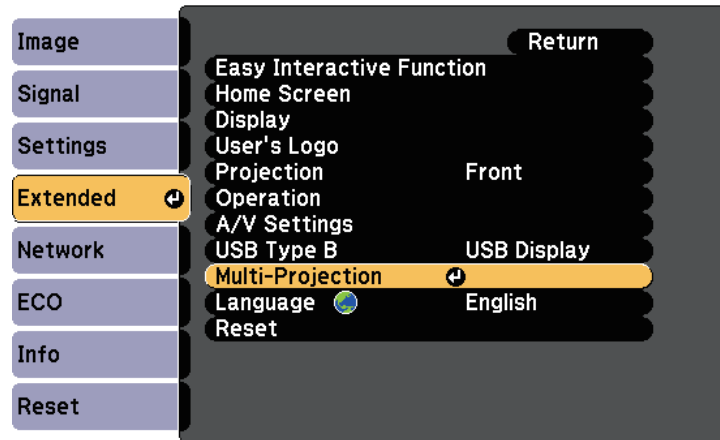 Image
Signal
Settings
Extended
Network
ECO
Info
Reset
Return
Easy Interactive Function
Home Screen
Display
User's Logo
Projection Front
Operation
A/V Settings
USB Type B USB Display
Multi-Projection
Language English
Reset